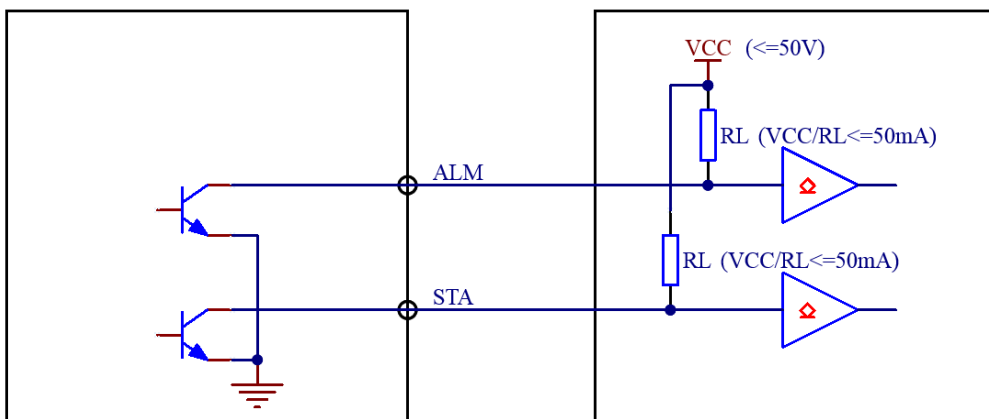 VCC (<=50V)
RL (VCC/RL<=50mA)
ALM
RL (VCC/RL<=50mA)
STA